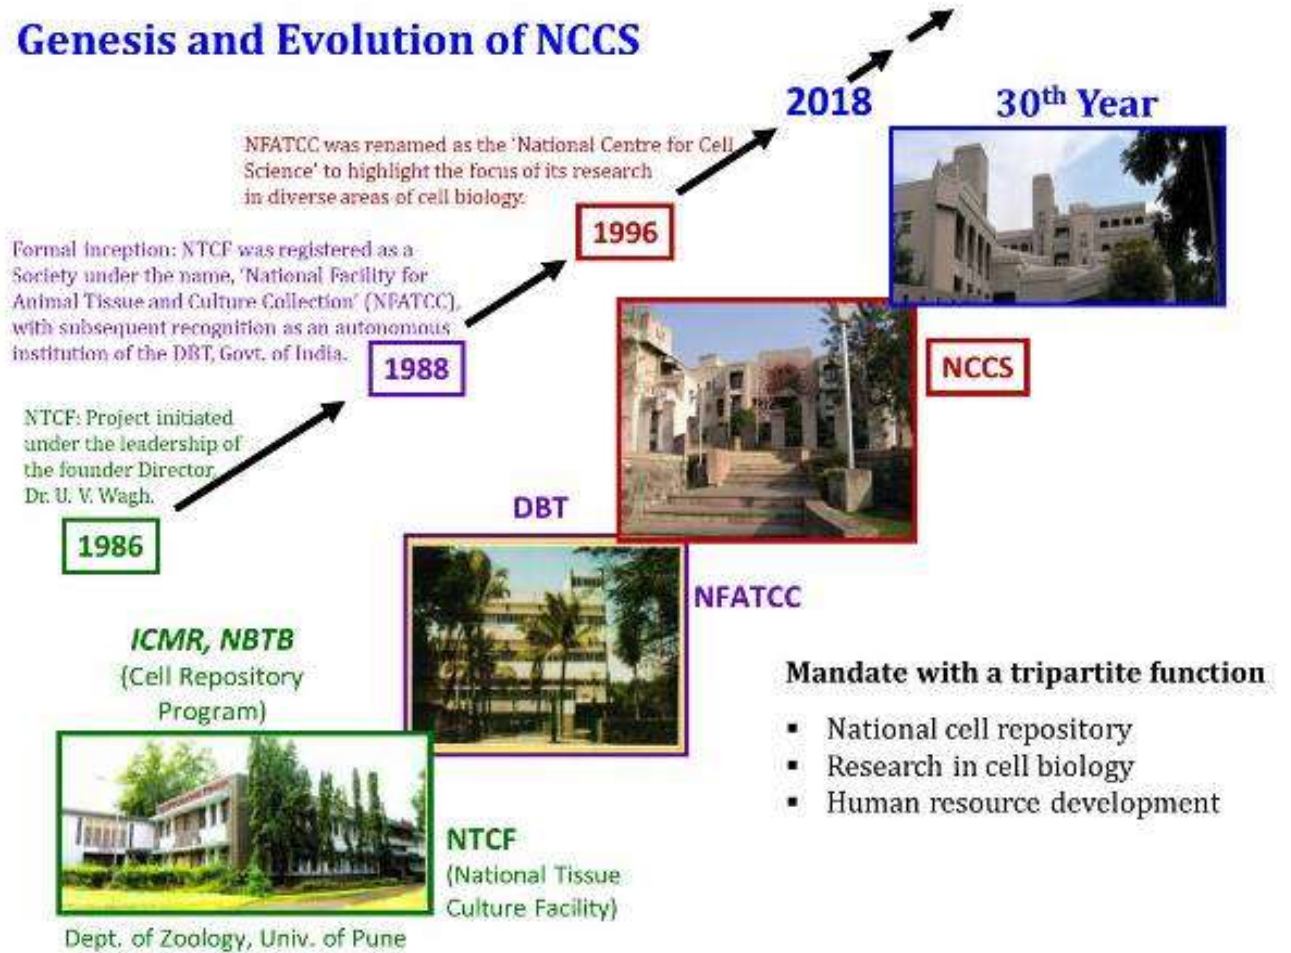 Genesis and Evolution of NCCS
2018
30th Year
NFATCC was renamed as the 'National Centre for Cell
Science' to highlight the focus of its research
in diverse areas of cell biology.
1996
Formal inception: NTCF was registered as a
Society under the name, 'National Facility for
Animal Tissue and Culture Collection' (NFATCC),
with subsequent recognition as an autonomous
institution of the DBT, Govt. of India.
1988
NCCS
NTCF: Project initiated
under the leadership of
the founder Director,
Dr. U. V. Wagh.
1986
DBT
NFATCC
ICMR, NBTB
(Cell Repository
Program)
NTCF
(National Tissue
Culture Facility)
Dept. of Zoology, Univ. of Pune
Mandate with a tripartite function
▪ National cell repository
▪ Research in cell biology
▪ Human resource development